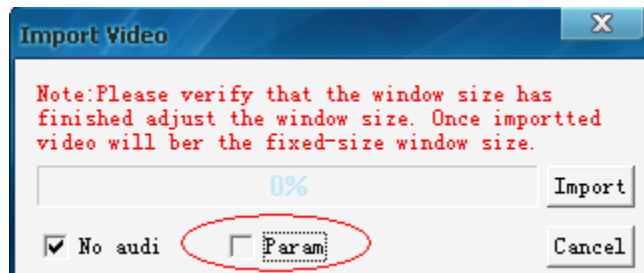 Import Video
Note:Please verify that the window size has
finished adjust the window size. Once importted
video will ber the fixed-size window size.
0%
Import
No audi
Param
Cancel